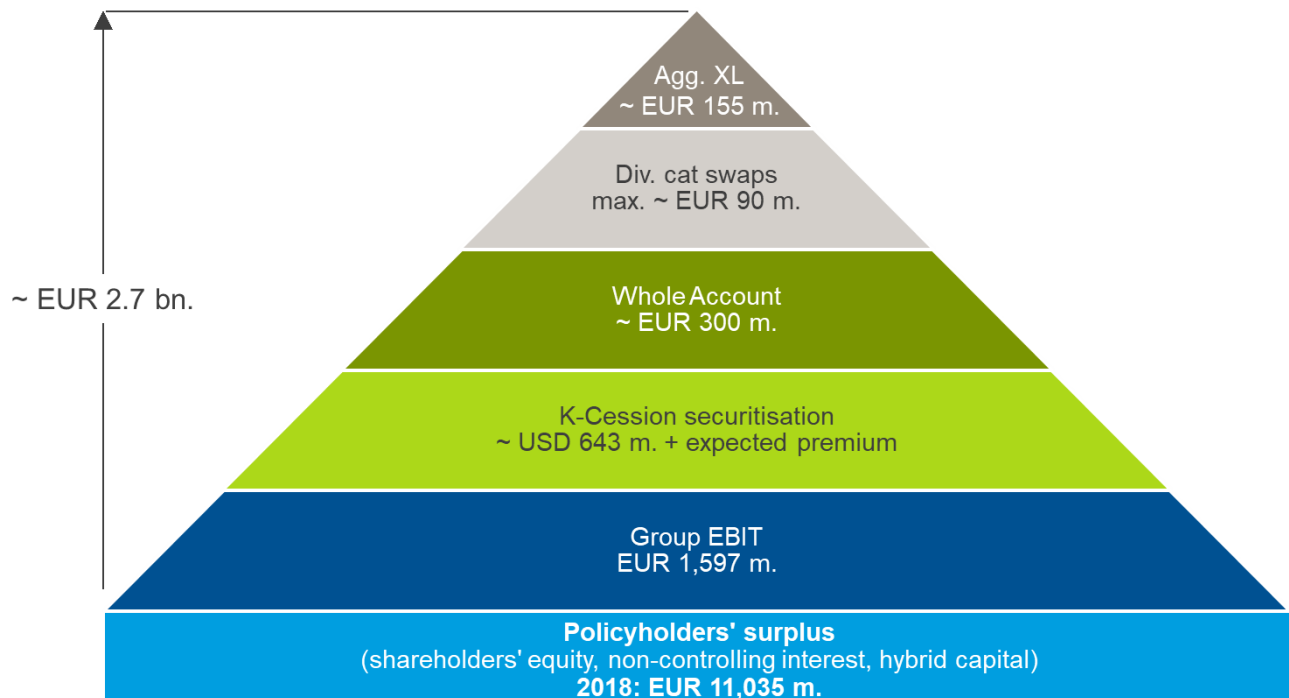 Agg. XL
~ EUR 155 m.
Div. cat swaps
max. ~ EUR 90 m.
~ EUR 2.7 bn.
Whole Account
~ EUR 300 m.
K-Cession securitisation
~ USD 643 m. + expected premium
Group EBIT
EUR 1,597 m.
Policyholders' surplus
(shareholders' equity, non-controlling interest, hybrid capital)
2018: EUR 11,035 m.